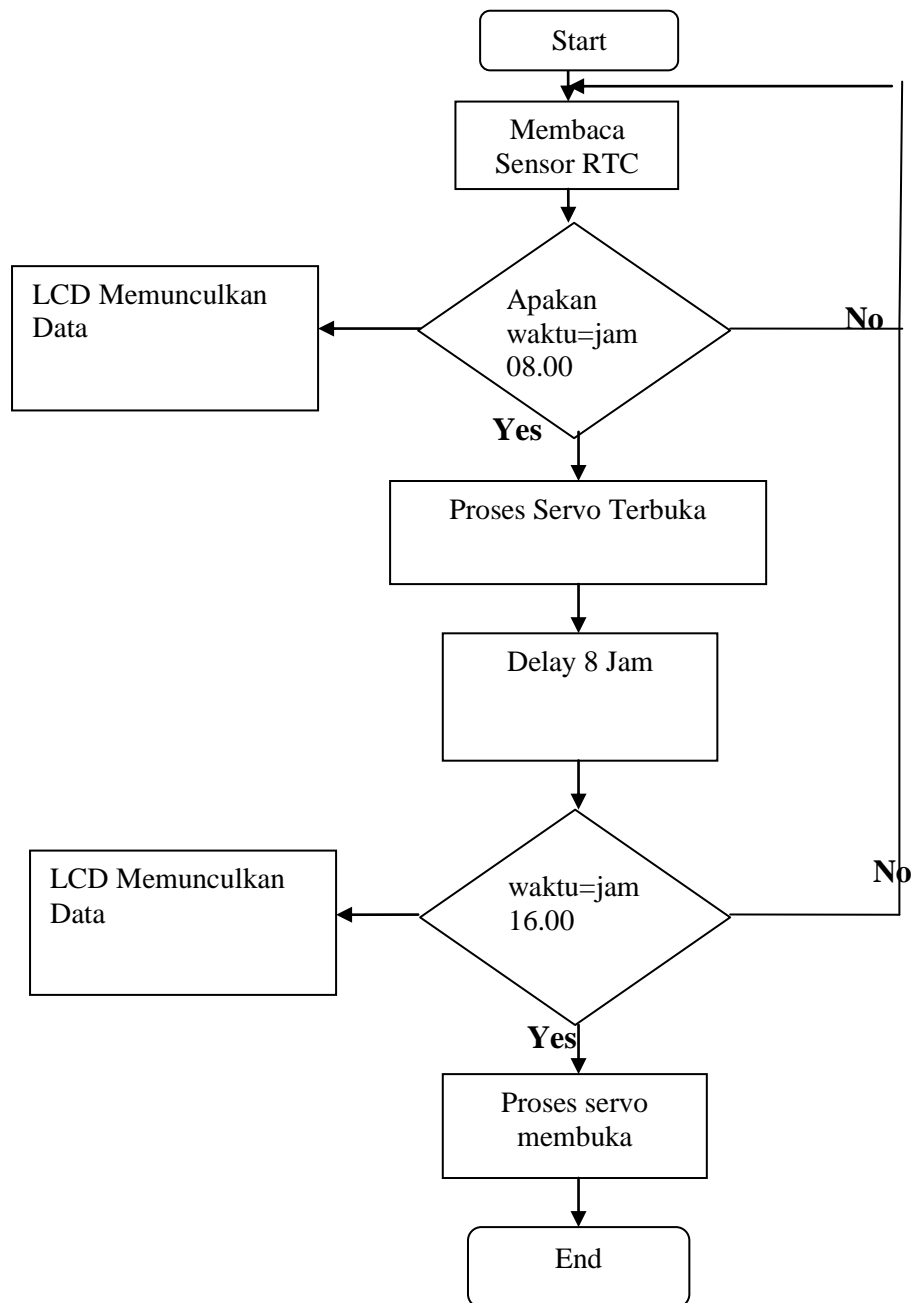 Start
Membaca
Sensor RTC
LCD Memunculkan
Data
Apakan
waktu=jam
08.00
No
Yes
Proses Servo Terbuka
Delay 8 Jam
LCD Memunculkan
Data
waktu=jam
16.00
No
Yes
Proses servo
membuka
End